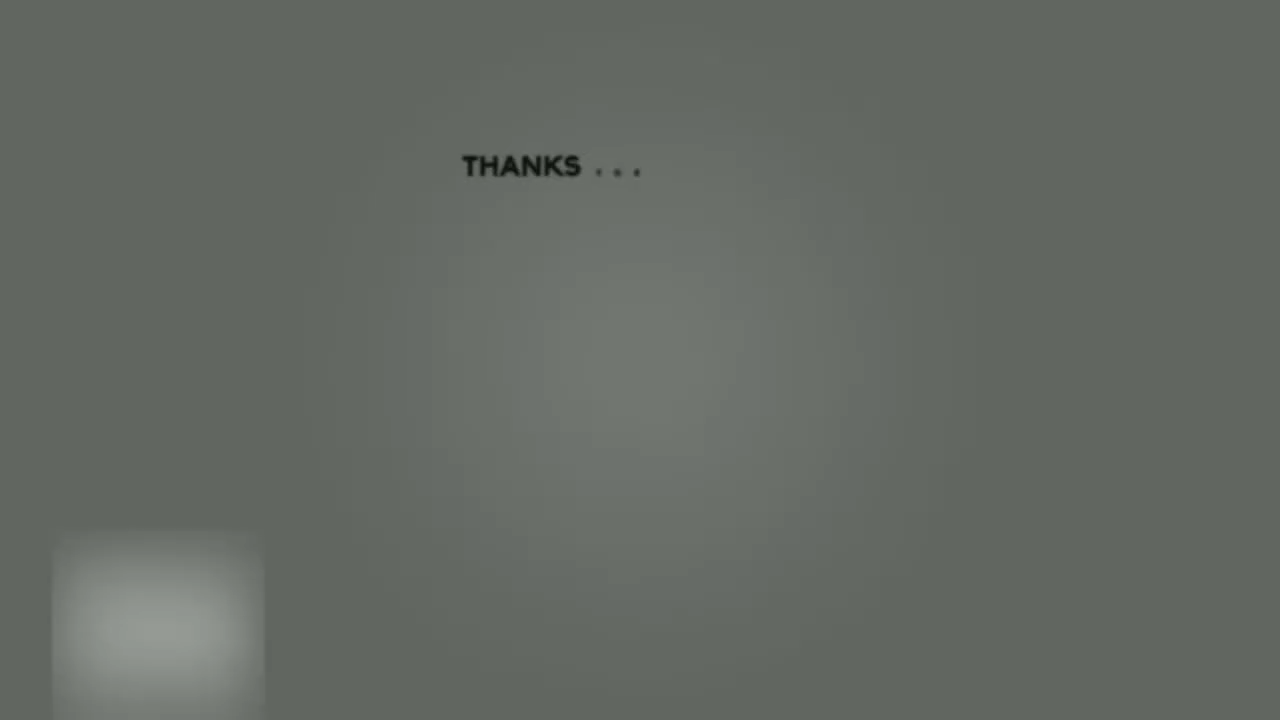 THANKS . . .